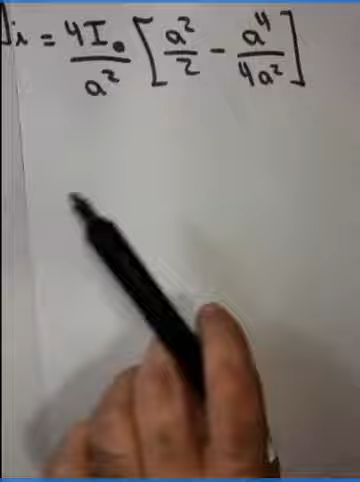 i = 4I₀/a² [a²/2 - a⁴/4a²]